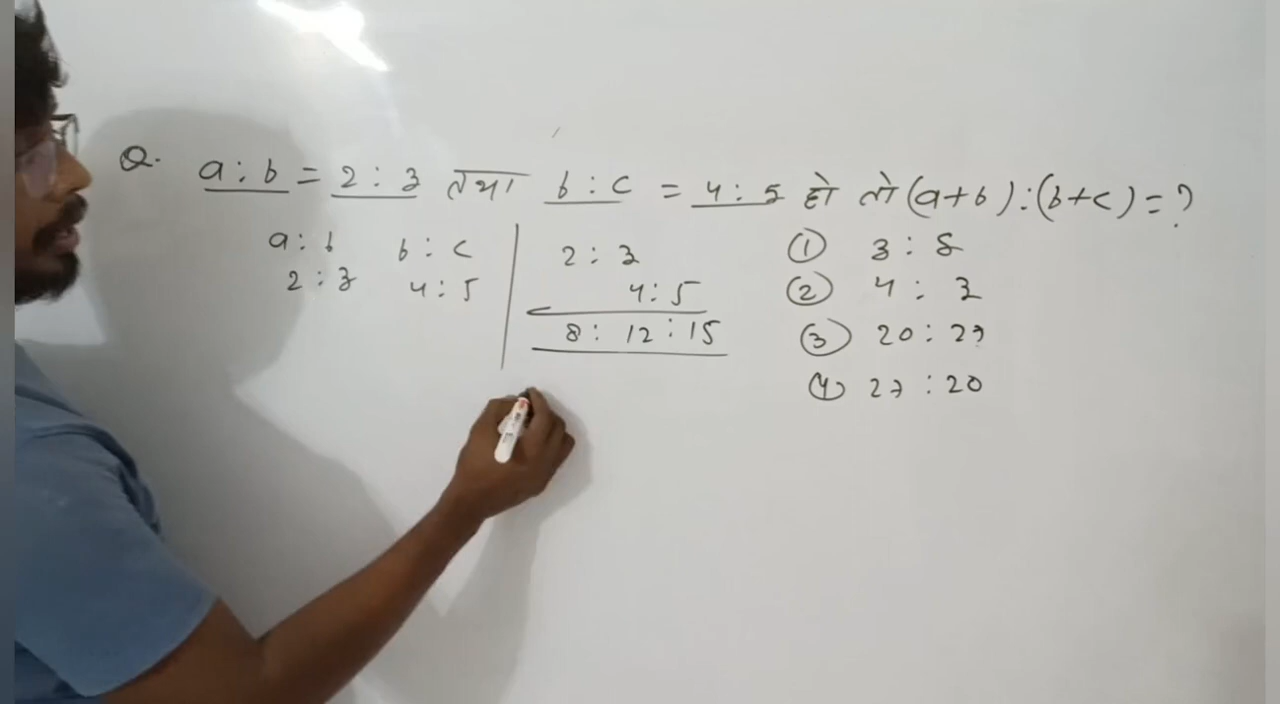 Q. a : b = 2 : 3 तथा b : c = 4 : 5 हो तो (a+b) : (b+c) = ?
a : b b : c
2 : 3 4 : 5
2 : 3
4 : 5
8 : 12 : 15
① 3 : 5
② 4 : 3
③ 20 : 27
④ 27 : 20